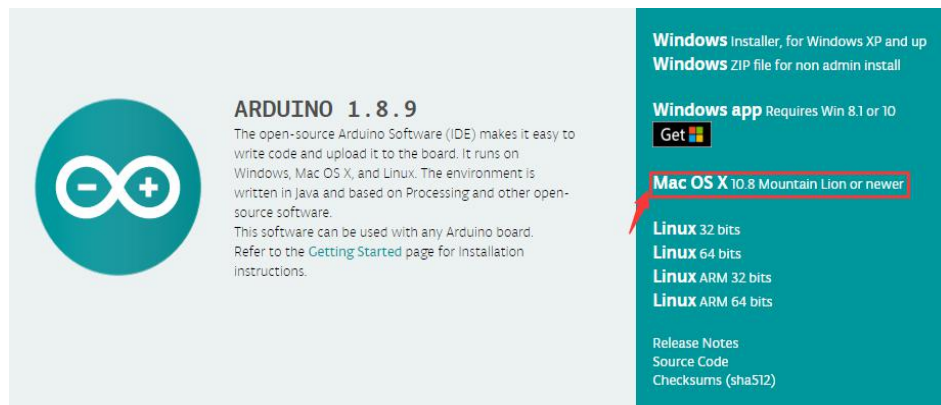 ARDUINO 1.8.9
The open-source Arduino Software (IDE) makes it easy to
write code and upload it to the board. It runs on
Windows, Mac OS X, and Linux. The environment is
written in Java and based on Processing and other open-
source software.
This software can be used with any Arduino board.
Refer to the Getting Started page for Installation
instructions.
Windows Installer, for Windows XP and up
Windows ZIP file for non admin install
Windows app Requires Win 8.1 or 10
Get
Mac OS X 10.8 Mountain Lion or newer
Linux 32 bits
Linux 64 bits
Linux ARM 32 bits
Linux ARM 64 bits
Release Notes
Source Code
Checksums (sha512)